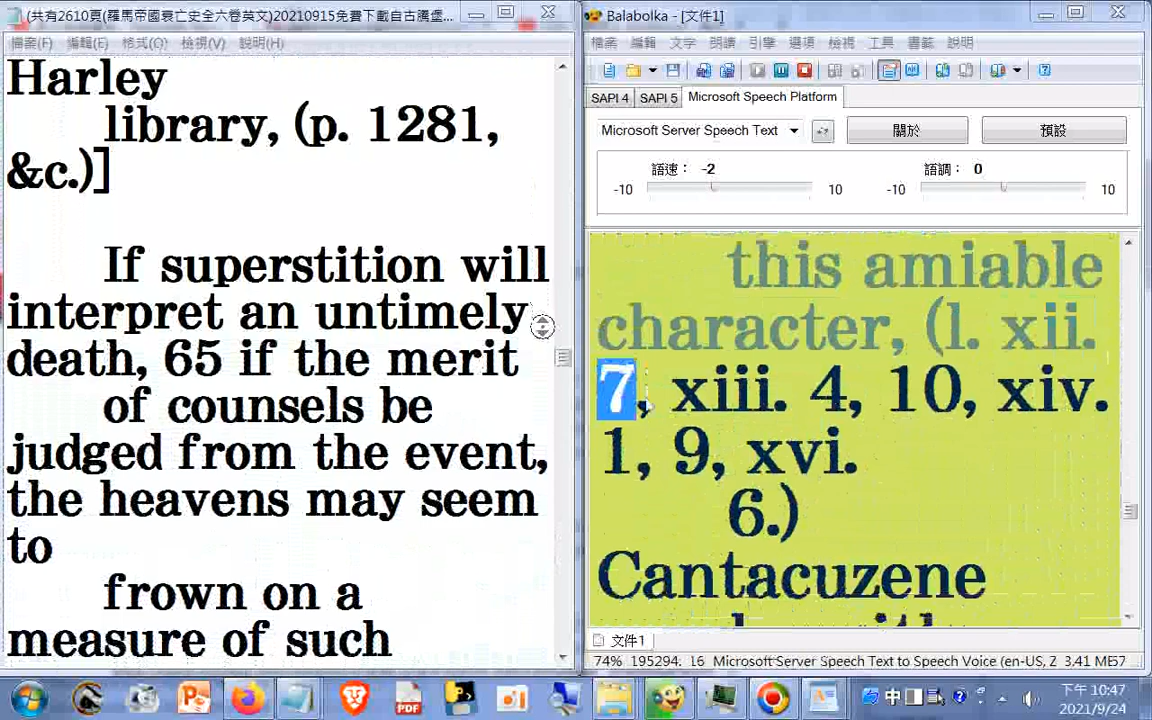 (共有2610頁(羅馬帝國衰亡史全六卷英文)20210915免費下載自古騰堡...
檔案(F) 編輯(E) 格式(O) 檢視(V) 說明(H)
Harley
library, (p. 1281,
&c.)]
If superstition will
interpret an untimely
death, 65 if the merit
of counsels be
judged from the event,
the heavens may seem
to
frown on a
measure of such
Balabolka - [文件1]
檔案 編輯 文字 朗讀 引擎 選項 檢視 工具 書籤 說明
SAPI 4 SAPI 5 Microsoft Speech Platform
Microsoft Server Speech Text 關於 預設
語速: -2 語調: 0
-10 10 -10 10
this amiable
character, (l. xii.
7, xiii. 4, 10, xiv.
1, 9, xvi.
6.)
Cantacuzene
文件1
74% 195294: 16 Microsoft Server Speech Text to Speech Voice (en-US, Z 3.41 ME57
中
下午 10:47
2021/9/24